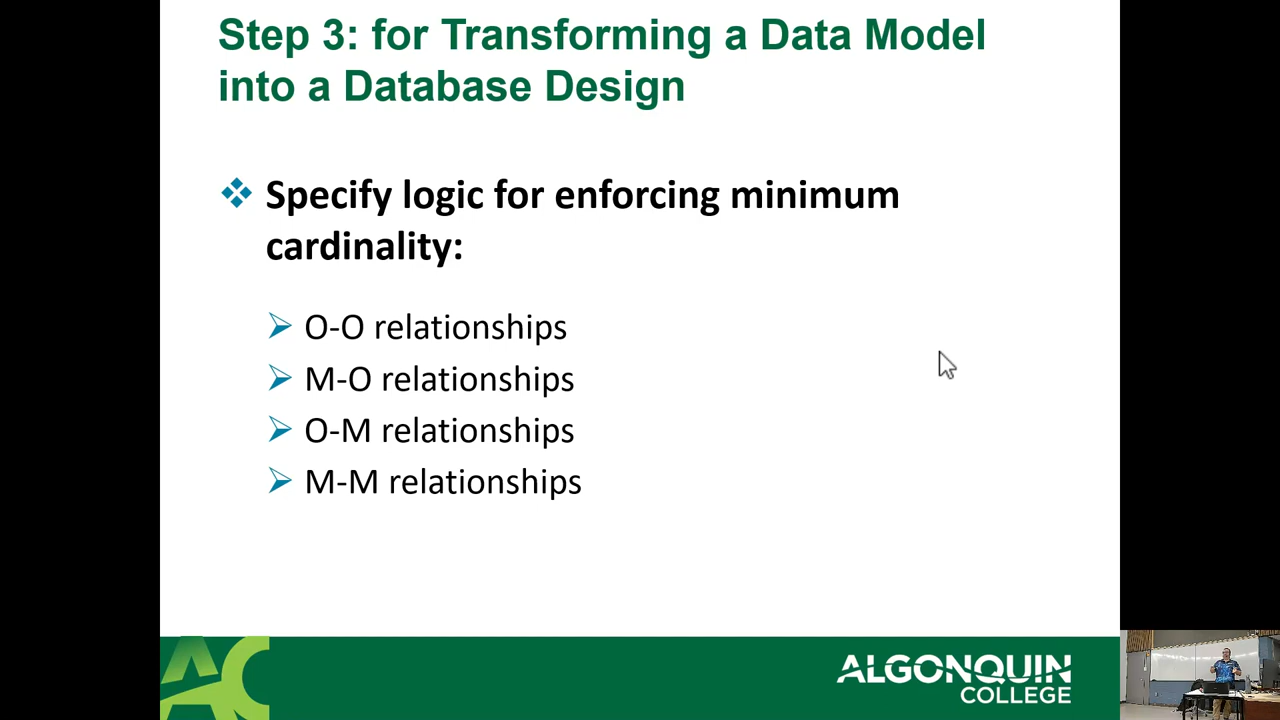 Step 3: for Transforming a Data Model
into a Database Design
Specify logic for enforcing minimum
cardinality:
O-O relationships
M-O relationships
O-M relationships
M-M relationships
AC
ALGONQUIN
COLLEGE